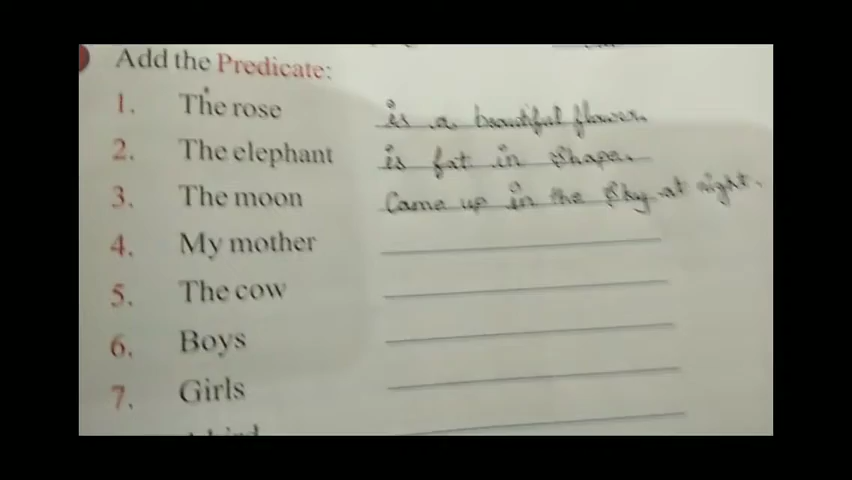 Add the Predicate:
1. The rose is a beautiful flower.
2. The elephant is fat in shape.
3. The moon Came up in the sky at night.
4. My mother
5. The cow
6. Boys
7. Girls